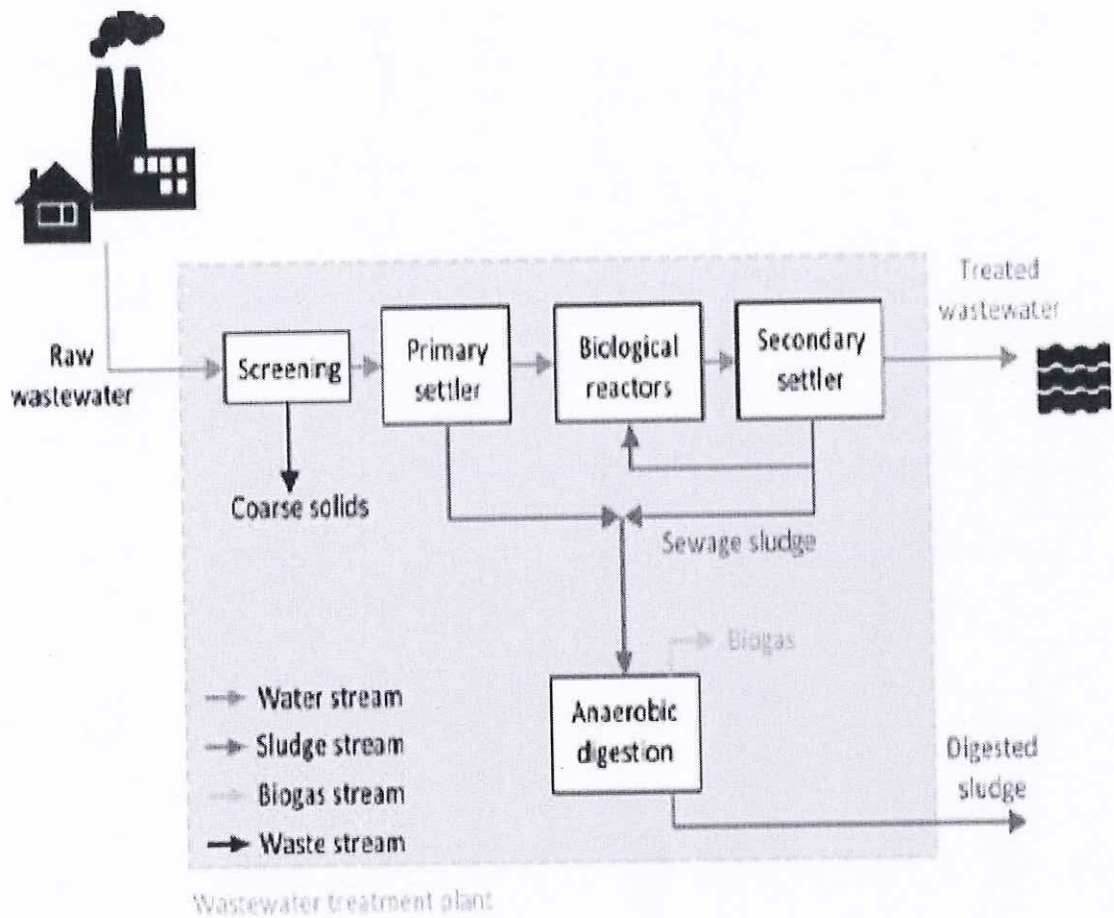 Treated
wastewater
Raw
wastewater
Screening
Primary
settler
Biological
reactors
Secondary
settler
Coarse solids
Sewage sludge
Biogas
Water stream
Sludge stream
Biogas stream
Waste stream
Anaerobic
digestion
Digested
sludge
Wastewater treatment plant